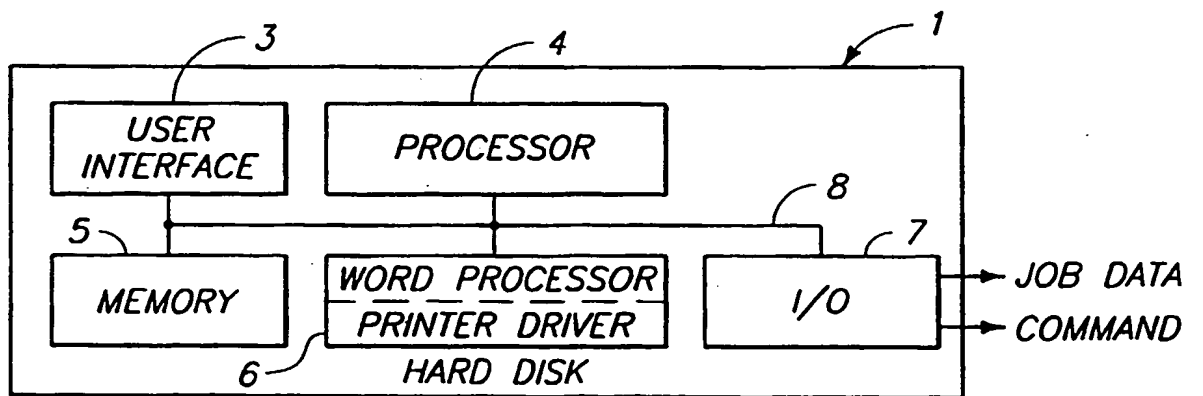 3
4
1
USER
INTERFACE
PROCESSOR
8
5
7
MEMORY
WORD PROCESSOR
PRINTER DRIVER
I/O
JOB DATA
COMMAND
6
HARD DISK